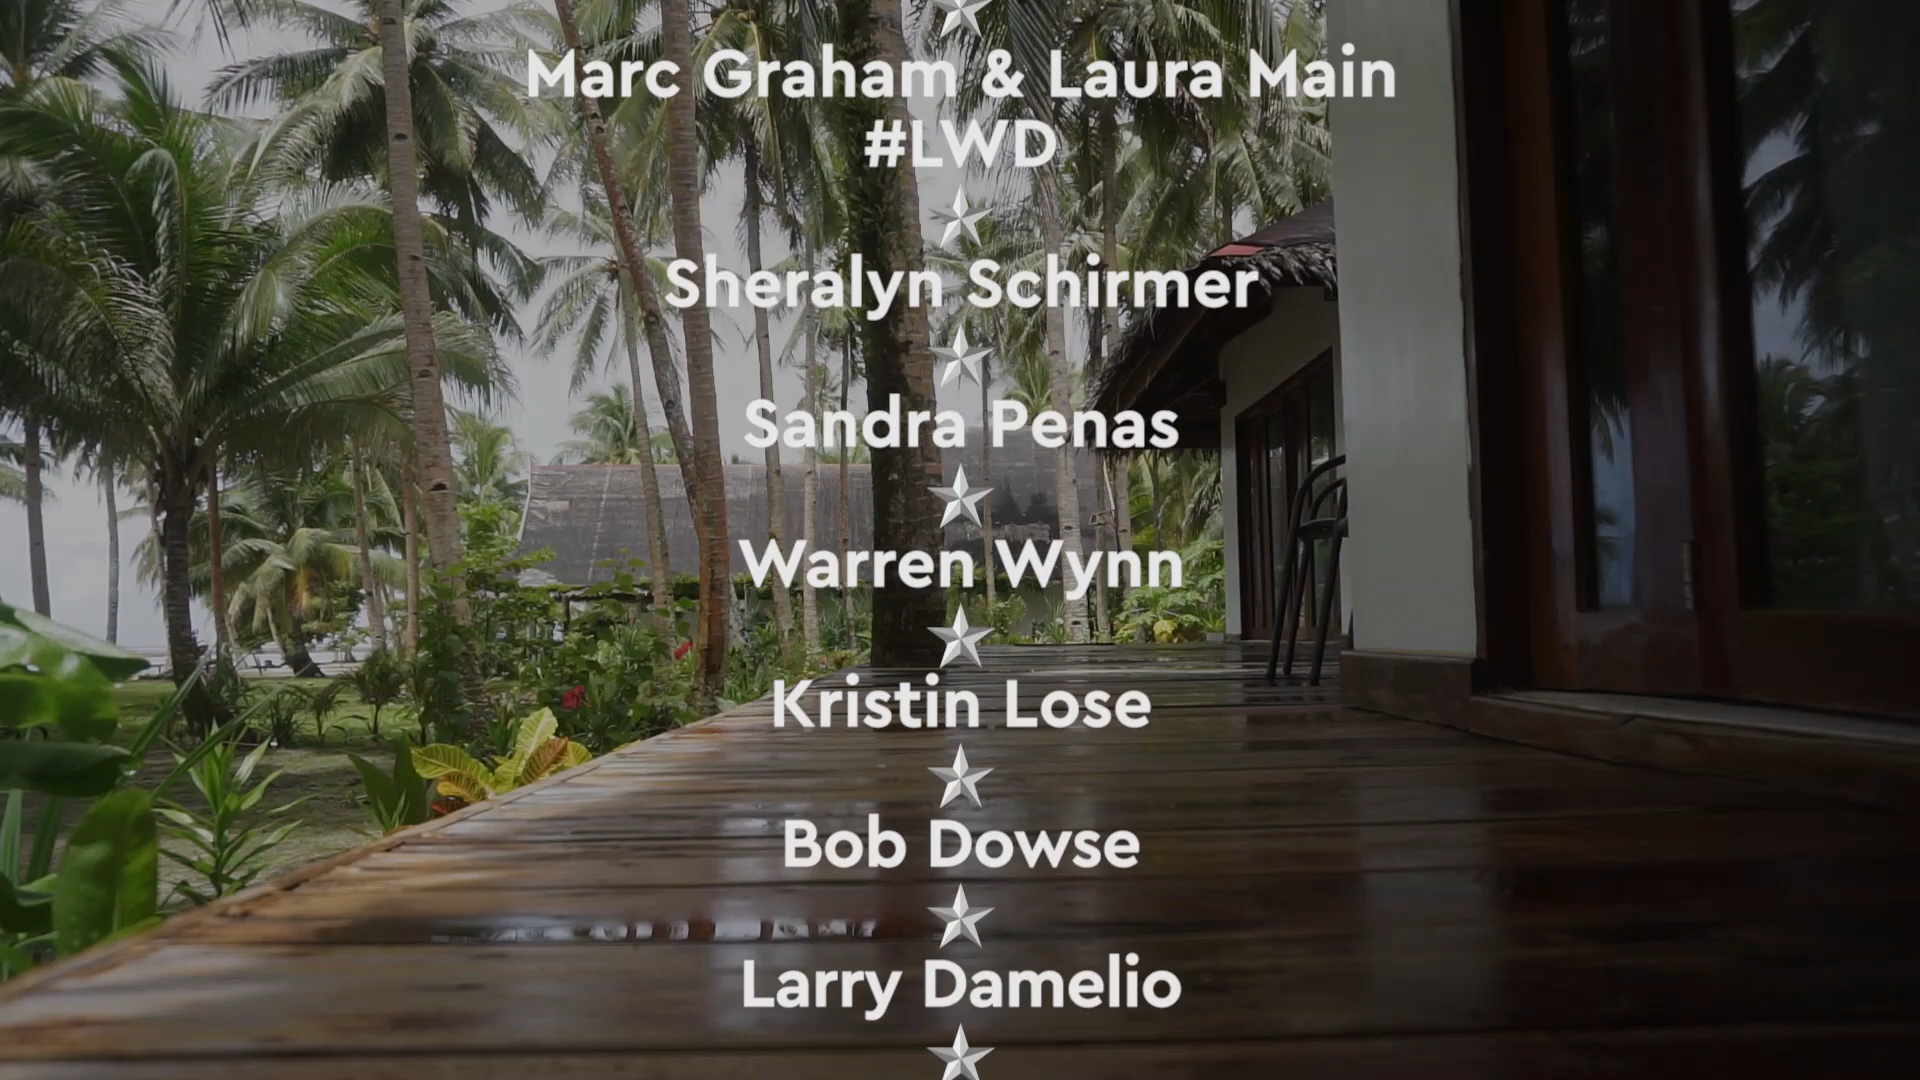 Marc Graham & Laura Main
#LWD
Sheralyn Schirmer
Sandra Penas
Warren Wynn
Kristin Lose
Bob Dowse
Larry Damelio